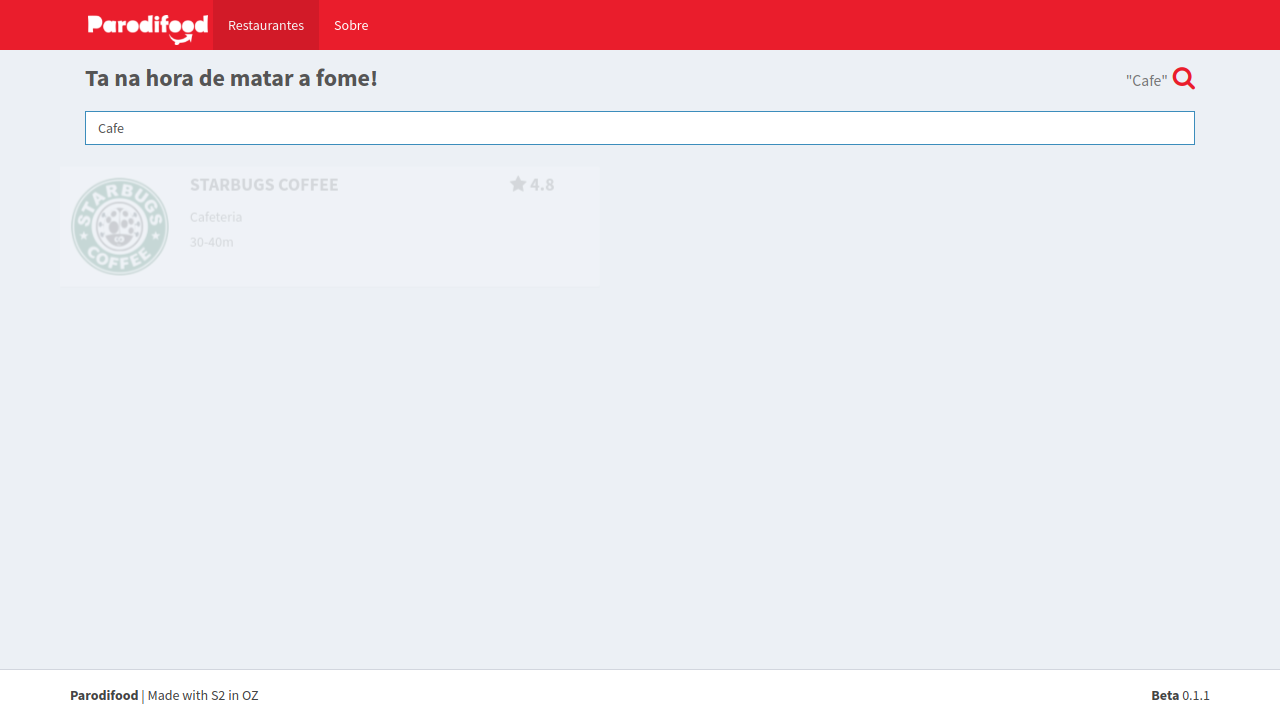 Parodifood Restaurantes Sobre
Ta na hora de matar a fome! "Cafe"
Cafe
STARBUGS COFFEE 4.8
STARBUGS COFFEE
Cafeteria
30-40m
Parodifood | Made with S2 in OZ Beta 0.1.1